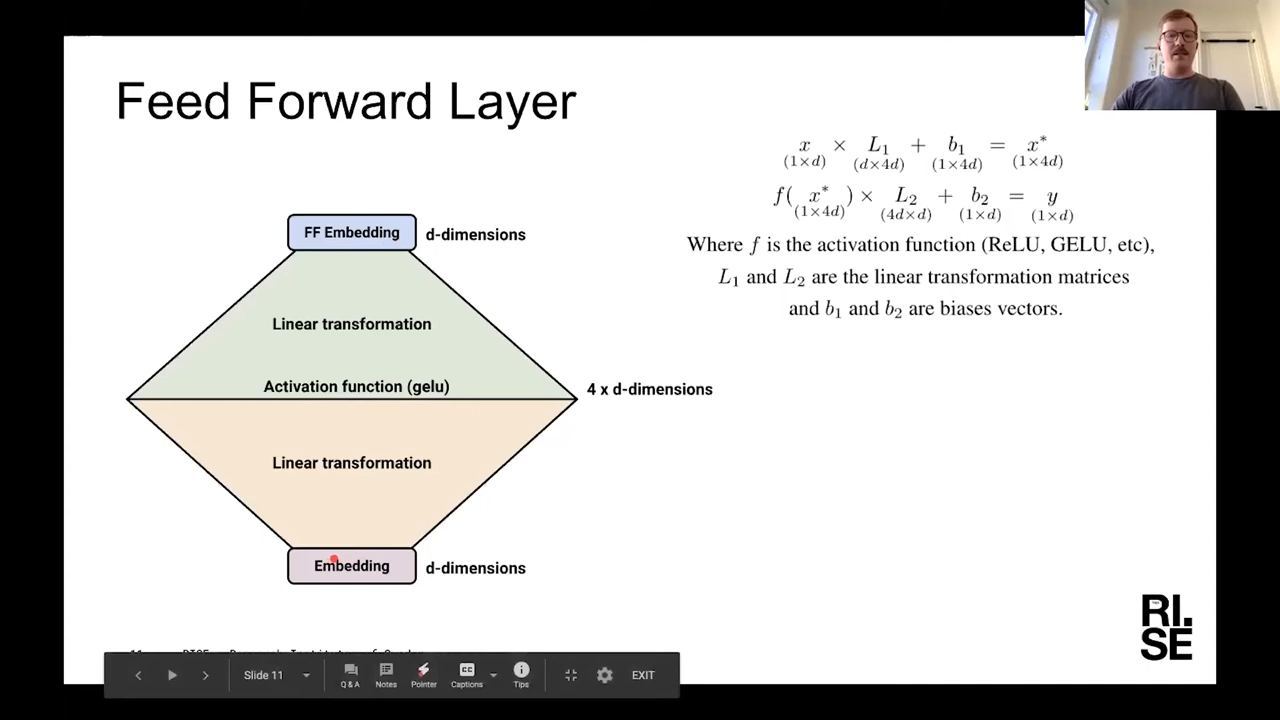 Feed Forward Layer
x × L₁ + b₁ = x*
(1×d) (d×4d) (1×4d) (1×4d)
f( x* ) × L₂ + b₂ = y
(1×4d) (4d×d) (1×d) (1×d)
Where f is the activation function (ReLU, GELU, etc),
L₁ and L₂ are the linear transformation matrices
and b₁ and b₂ are biases vectors.
FF Embedding
d-dimensions
Linear transformation
Activation function (gelu)
4 x d-dimensions
Linear transformation
Embedding
d-dimensions
RI.
SE
Slide 11
Q & A
Notes
Pointer
CC
Captions
Tips
EXIT